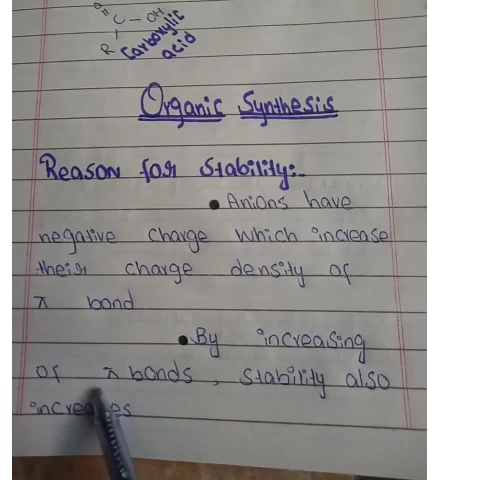 O
C - OH
R
Carboxylic
acid
Organic Synthesis
Reason for Stability:-
• Anions have
negative charge which increase
their charge density of
π bond
• By increasing
of π bonds, stability also
increases